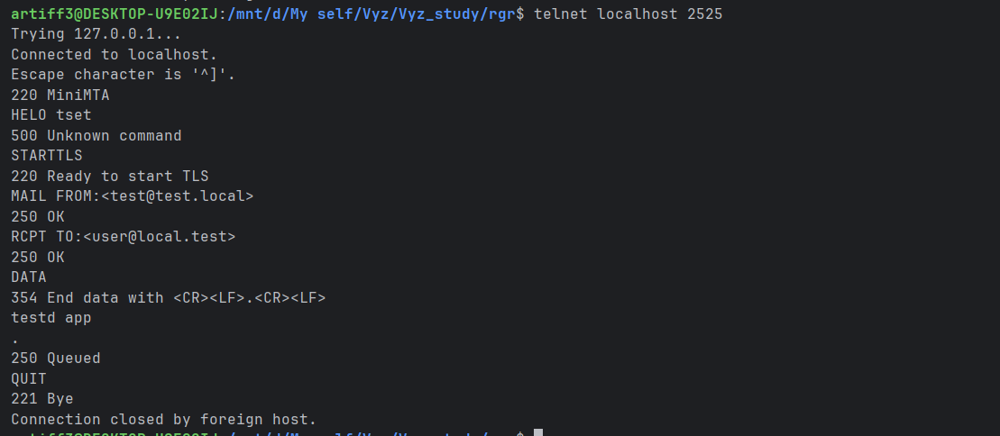 artiff3@DESKTOP-U9E02IJ:/mnt/d/My self/Vyz/Vyz_study/rgr$ telnet localhost 2525
Trying 127.0.0.1...
Connected to localhost.
Escape character is '^]'.
220 MiniMTA
HELO tset
500 Unknown command
STARTTLS
220 Ready to start TLS
MAIL FROM:<test@test.local>
250 OK
RCPT TO:<user@local.test>
250 OK
DATA
354 End data with <CR><LF>.<CR><LF>
testd app
.
250 Queued
QUIT
221 Bye
Connection closed by foreign host.